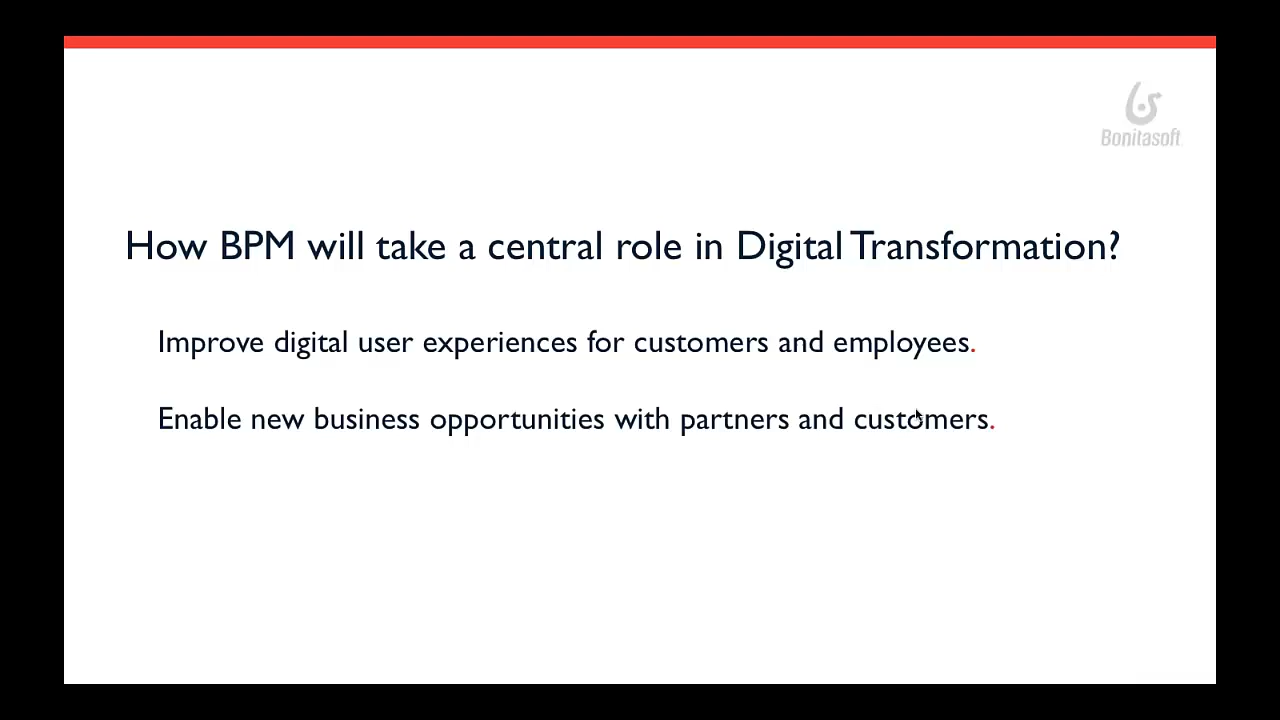 Bonitasoft
How BPM will take a central role in Digital Transformation?
Improve digital user experiences for customers and employees.
Enable new business opportunities with partners and customers.